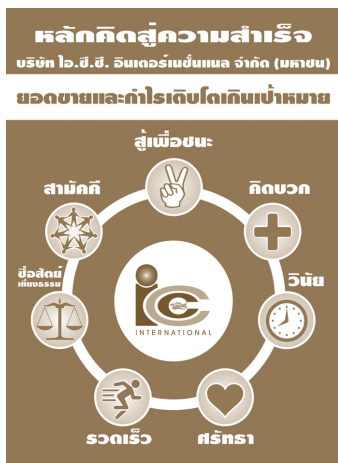 หลักคิดสู่ความสำเร็จ
บริษัท ไอ.ซี.ซี. อินเตอร์เนชั่นแนล จำกัด (มหาชน)
ยอดขายและกำไรเติบโตเกินเป้าหมาย
สู้เพื่อชนะ
สามัคคี
คิดบวก
ซื่อสัตย์
เที่ยงธรรม
วินัย
ICC
INTERNATIONAL
รวดเร็ว
ศรัทธา